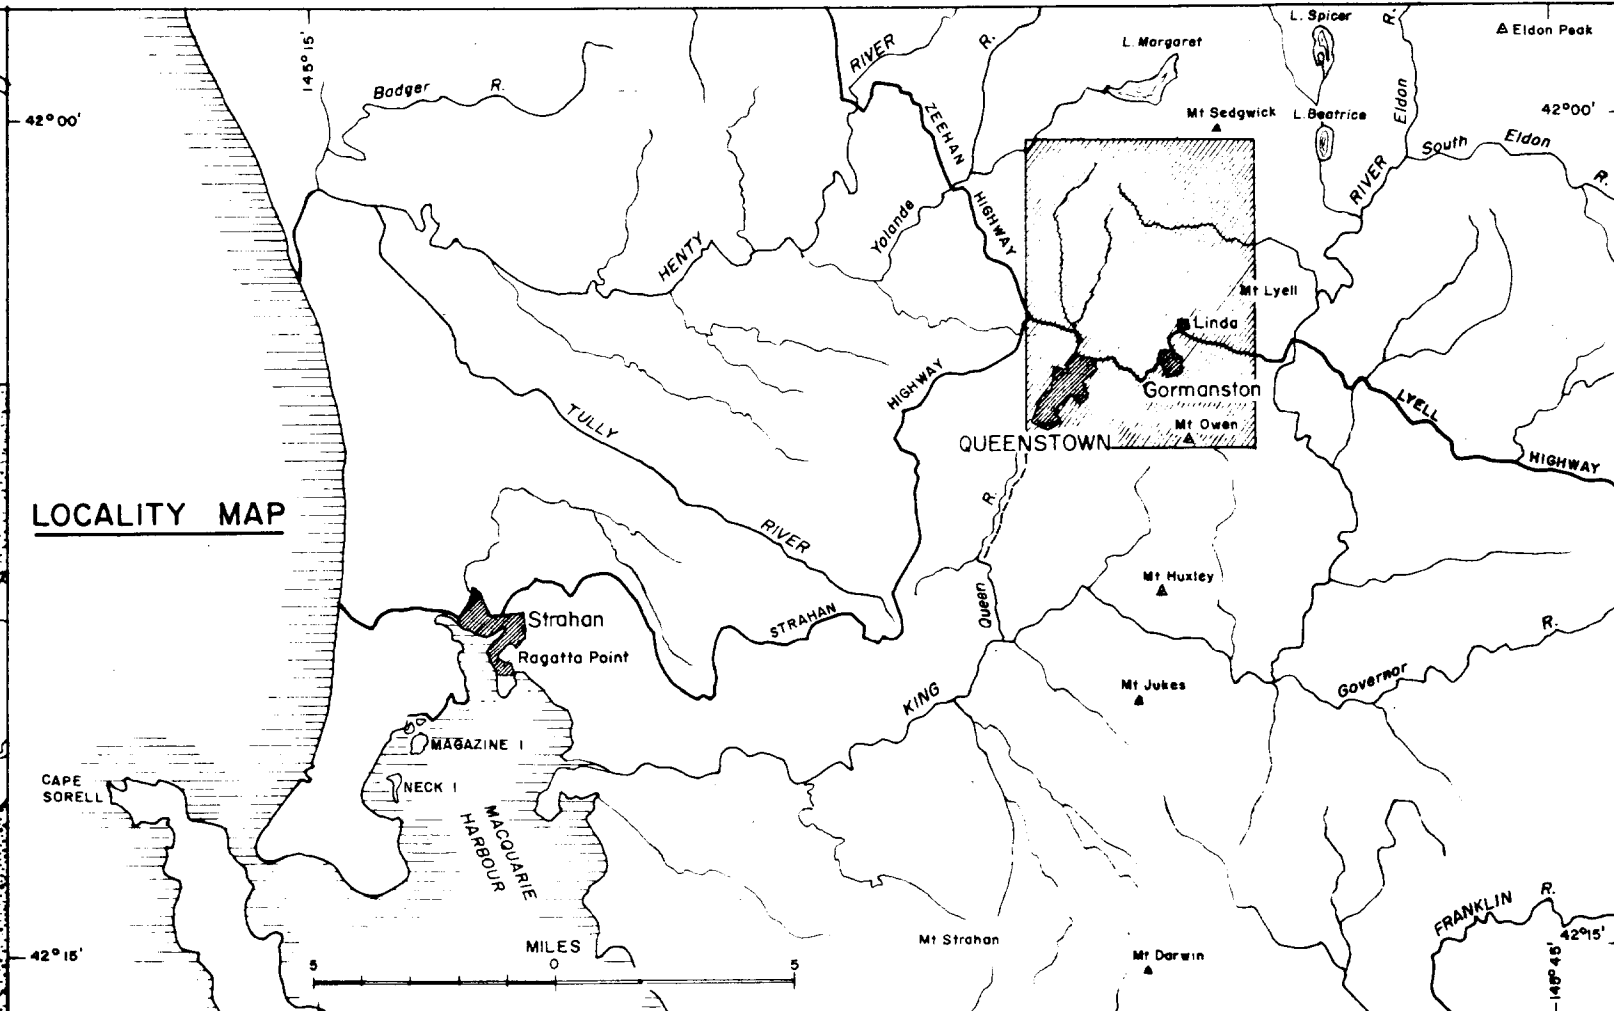 L. Spicer
R.
Eldon Peak
145°15'
RIVER
R.
L. Margaret
Badger R.
42°00'
ZEEHAN
HIGHWAY
Mt Sedgwick
L. Beatrice
Eldon
42°00'
South Eldon
R.
RIVER
Yolande
HENTY
Mt Lyell
Linda
Gormanston
HIGHWAY
LYELL
HIGHWAY
TULLY
RIVER
Mt Owen
QUEENSTOWN
R.
Queen
LOCALITY MAP
Mt Huxley
Strahan
STRAHAN
R.
Governor
Ragatta Point
Mt Jukes
KING
MAGAZINE I
NECK I
CAPE
SORELL
MACQUARIE
HARBOUR
FRANKLIN R.
Mt Strahan
42°15'
MILES
Mt Darwin
42°15'
148°45'
5 0 5